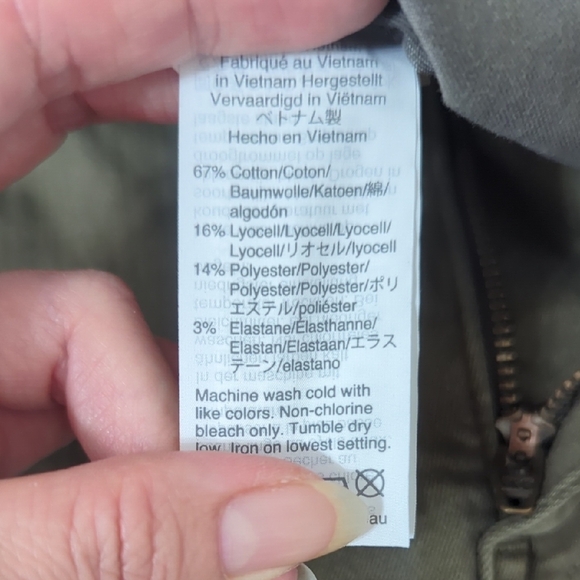 Fabriqué au Vietnam
in Vietnam Hergestellt
Vervaardigd in Viëtnam
ベトナム製
Hecho en Vietnam
67% Cotton/Coton/
Baumwolle/Katoen/綿/
algodón
16% Lyocell/Lyocell/Lyocell/
Lyocell/リオセル/lyocell
14% Polyester/Polyester/
Polyester/Polyester/ポリ
エステル/poliéster
3% Elastane/Elasthanne/
Elastan/Elastaan/エラス
テーン/elastano
Machine wash cold with
like colors. Non-chlorine
bleach only. Tumble dry
low. Iron on lowest setting.
au